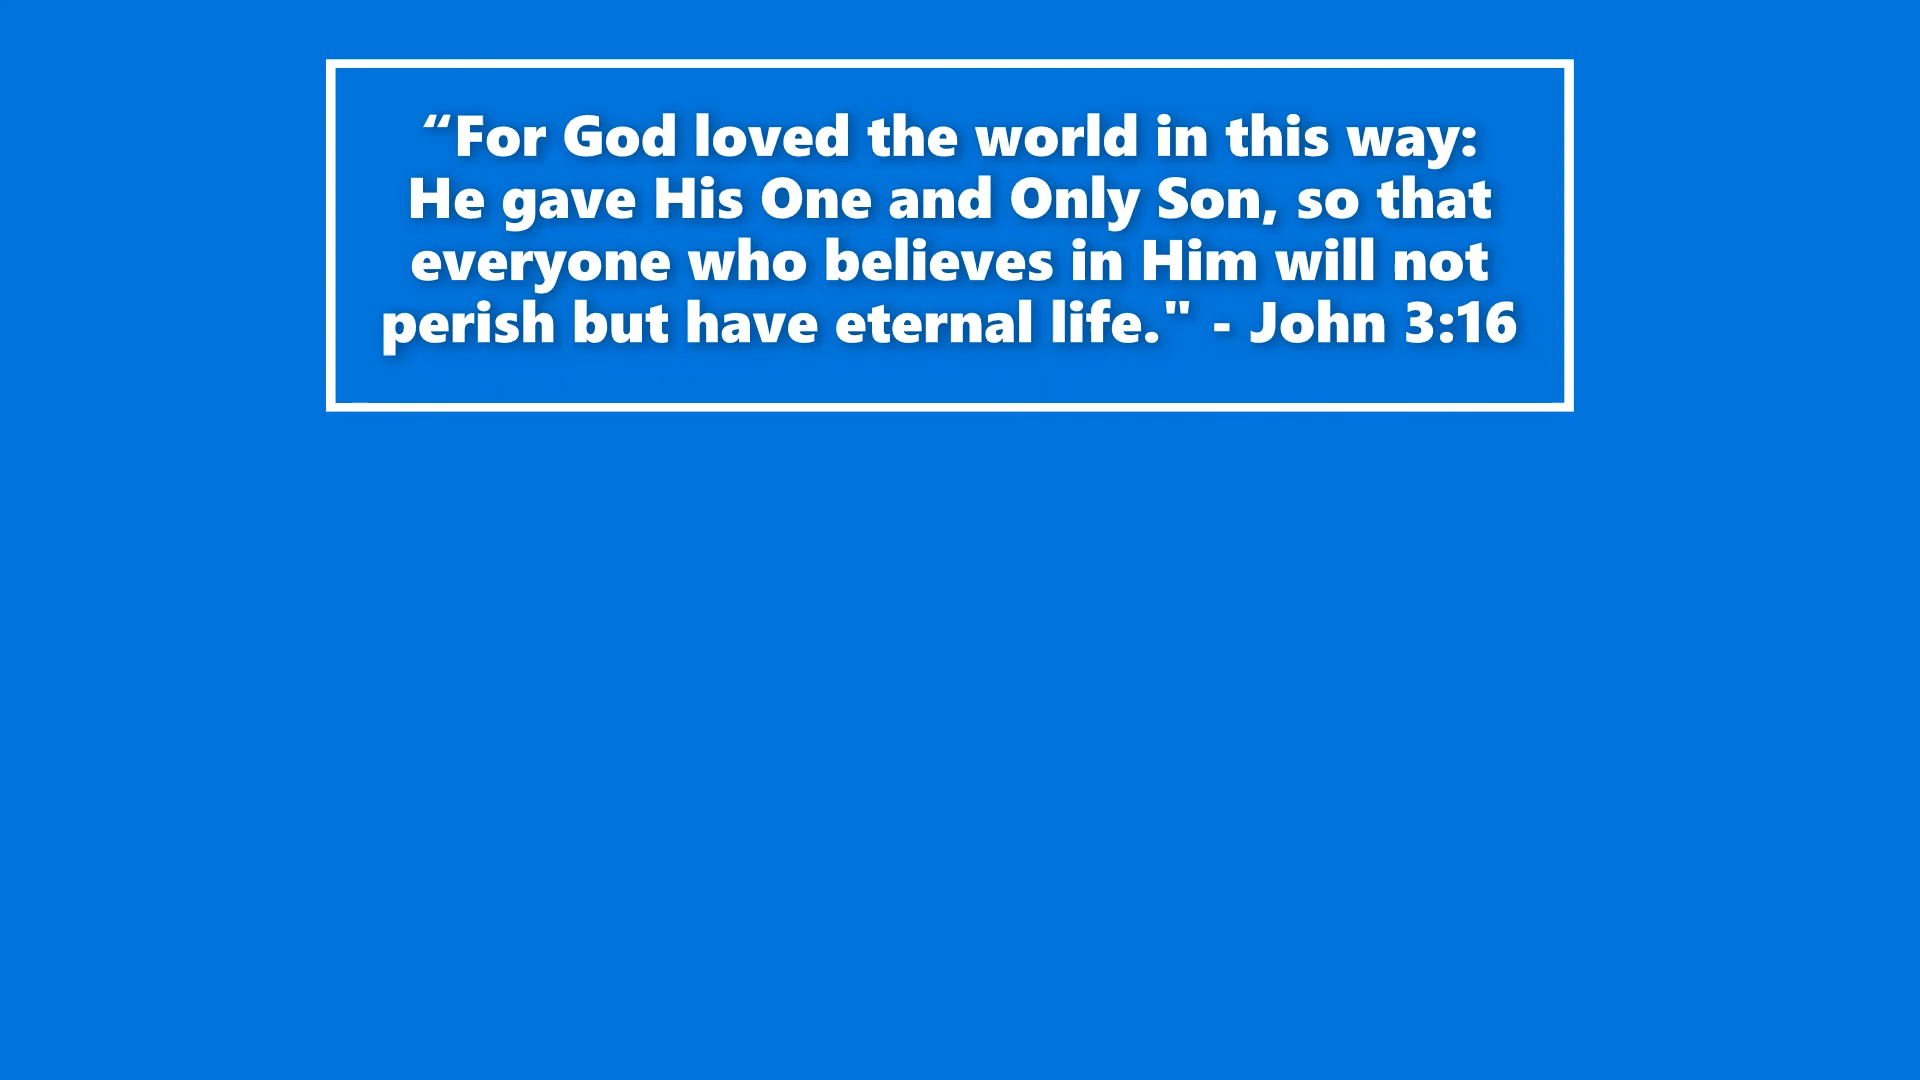 “For God loved the world in this way:
He gave His One and Only Son, so that
everyone who believes in Him will not
perish but have eternal life." - John 3:16